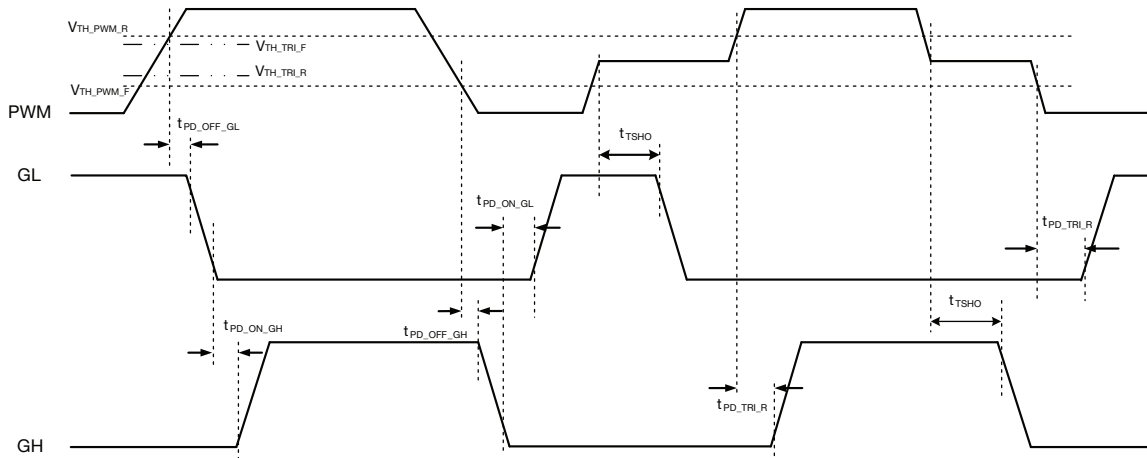 VTH_PWM_R
VTH_TRI_F
VTH_TRI_R
VTH_PWM_F
PWM
tPD_OFF_GL
tTSHO
GL
tPD_ON_GL
tPD_TRI_R
tTSHO
tPD_ON_GH
tPD_OFF_GH
tPD_TRI_R
GH